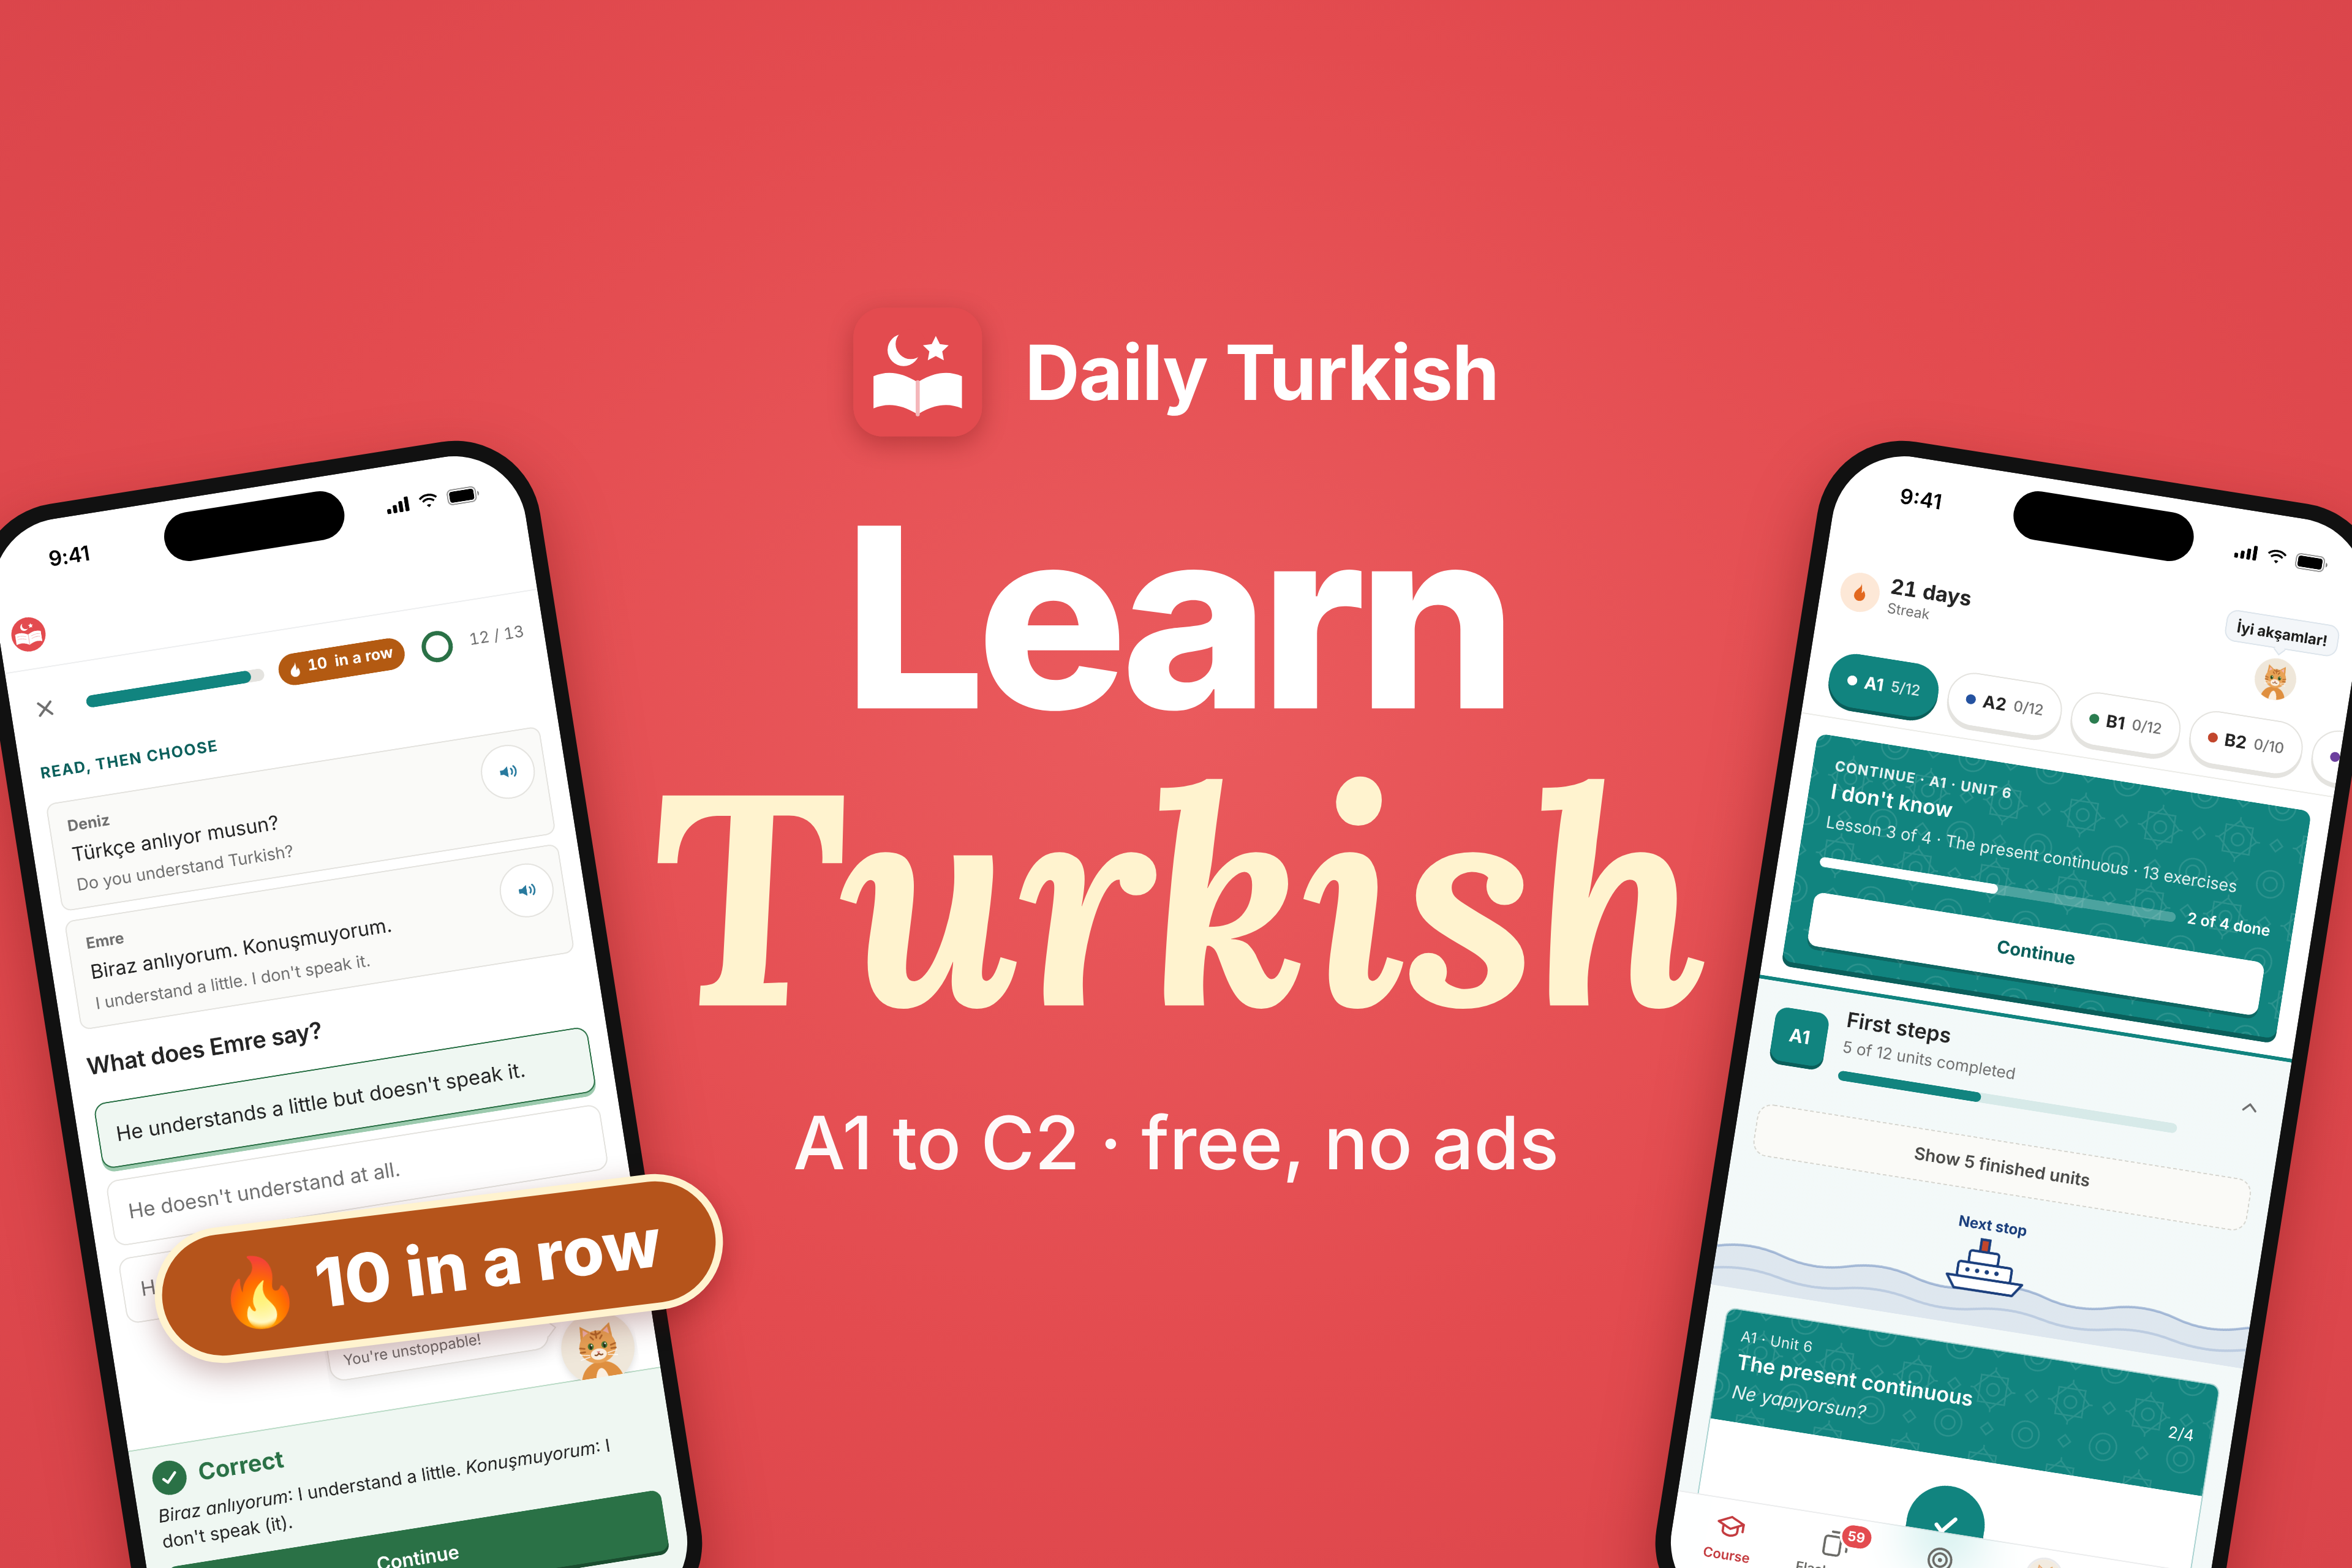 Daily Turkish
Learn
Turkish
A1 to C2 · free, no ads
9:41
10 in a row
12 / 13
READ, THEN CHOOSE
Deniz
Türkçe anlıyor musun?
Do you understand Turkish?
Emre
Biraz anlıyorum. Konuşmuyorum.
I understand a little. I don't speak it.
What does Emre say?
He understands a little but doesn't speak it.
He doesn't understand at all.
🔥 10 in a row
You're unstoppable!
Correct
Biraz anlıyorum: I understand a little. Konuşmuyorum: I
don't speak (it).
Continue
9:41
21 days
Streak
İyi akşamlar!
A1 5/12
A2 0/12
B1 0/12
B2 0/10
CONTINUE · A1 · UNIT 6
I don't know
Lesson 3 of 4 · The present continuous · 13 exercises
2 of 4 done
Continue
A1
First steps
5 of 12 units completed
Show 5 finished units
Next stop
A1 · Unit 6
The present continuous
Ne yapıyorsun?
2/4
Course
59